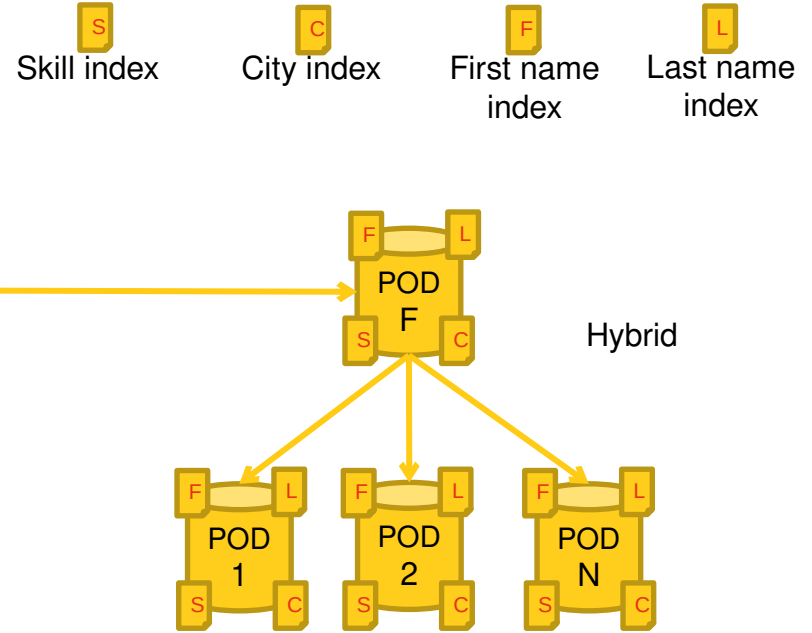 S
C
F
L
Skill index
City index
First name
index
Last name
index
F
L
POD
F
S
C
Hybrid
F
L
F
L
F
L
POD
1
POD
2
POD
N
S
C
S
C
S
C